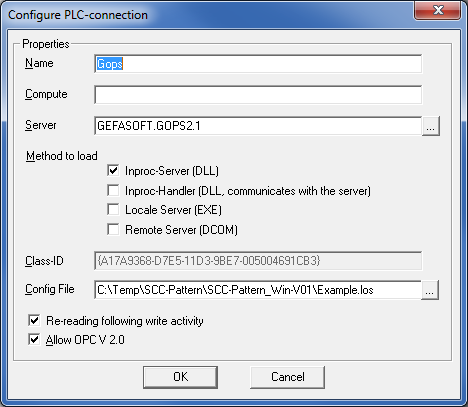 Configure PLC-connection
Properties
Name
Gops
Compute
Server
GEFASOFT.GOPS2.1
...
Method to load
Inproc-Server (DLL)
Inproc-Handler (DLL, communicates with the server)
Locale Server (EXE)
Remote Server (DCOM)
Class-ID
{A17A9368-D7E5-11D3-9BE7-005004691CB3}
Config File
C:\Temp\SCC-Pattern\SCC-Pattern_Win-V01\Example.los
...
Re-reading following write activity
Allow OPC V 2.0
OK
Cancel